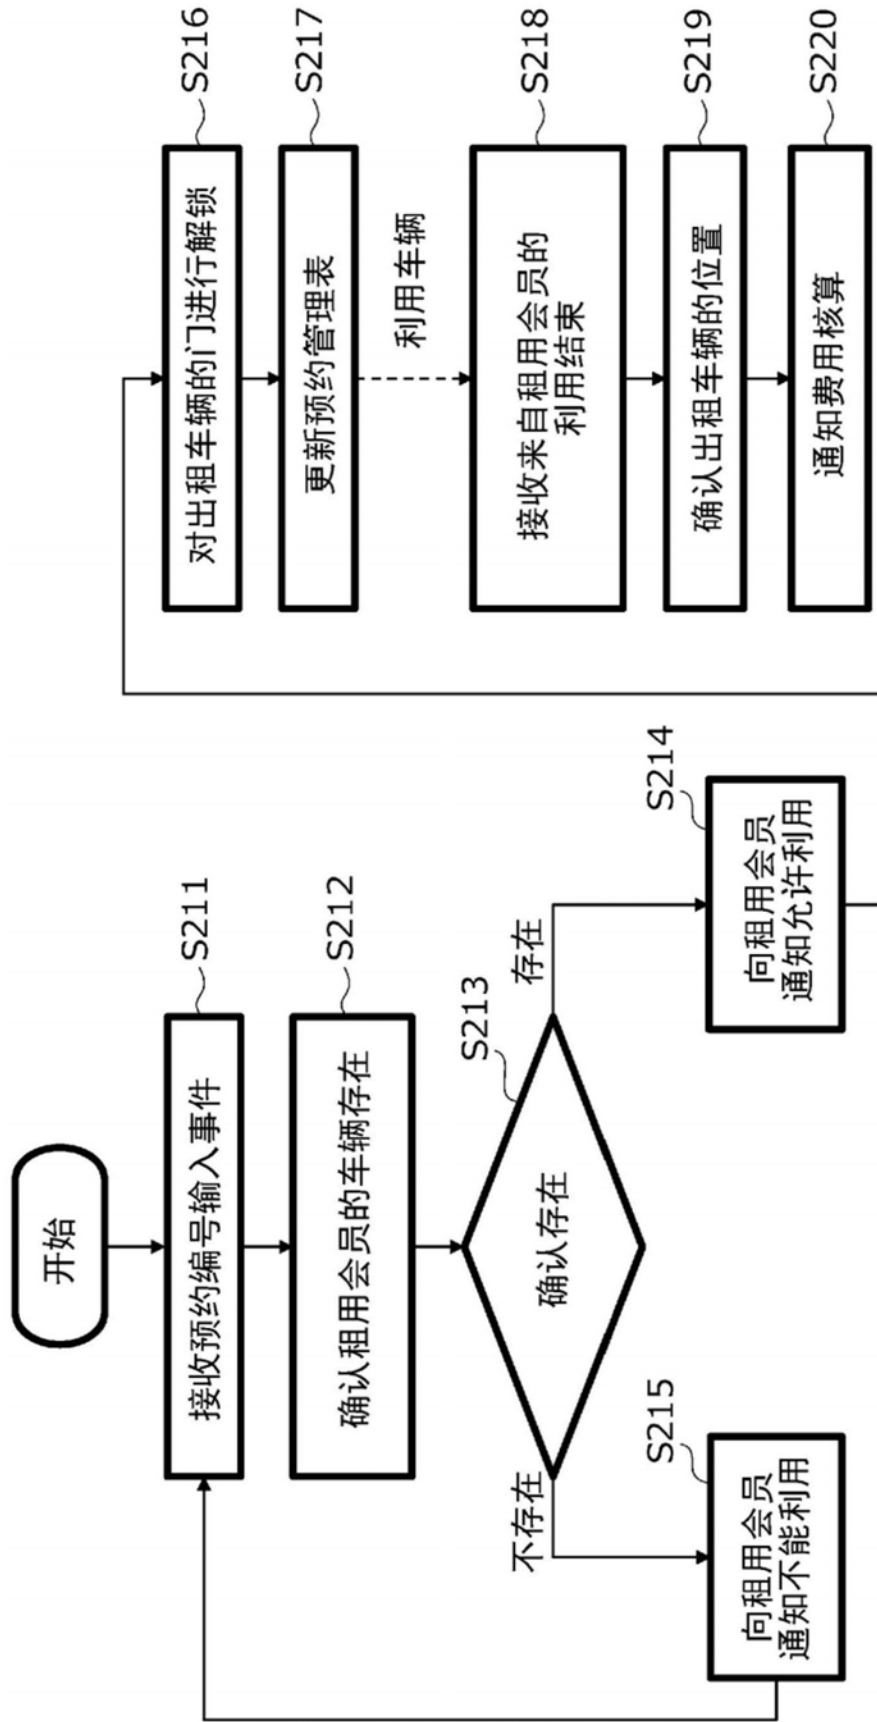 开始
接收预约编号输入事件
S211
确认租用会员的车辆存在
S212
确认存在
S213
存在
不存在
向租用会员
通知允许利用
S214
向租用会员
通知不能利用
S215
对出租车辆的门进行解锁
S216
更新预约管理表
S217
利用车辆
接收来自租用会员的
利用结束
S218
确认出租车辆的位置
S219
通知费用核算
S220